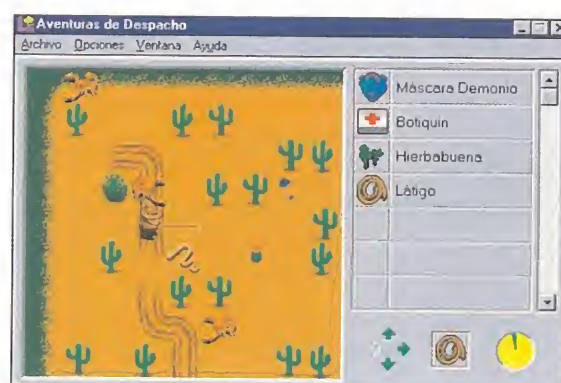 Aventuras de Despacho
Archivo Opciones Ventana Ayuda
Máscara Demonio
Botiquín
Hierbabuena
Látigo